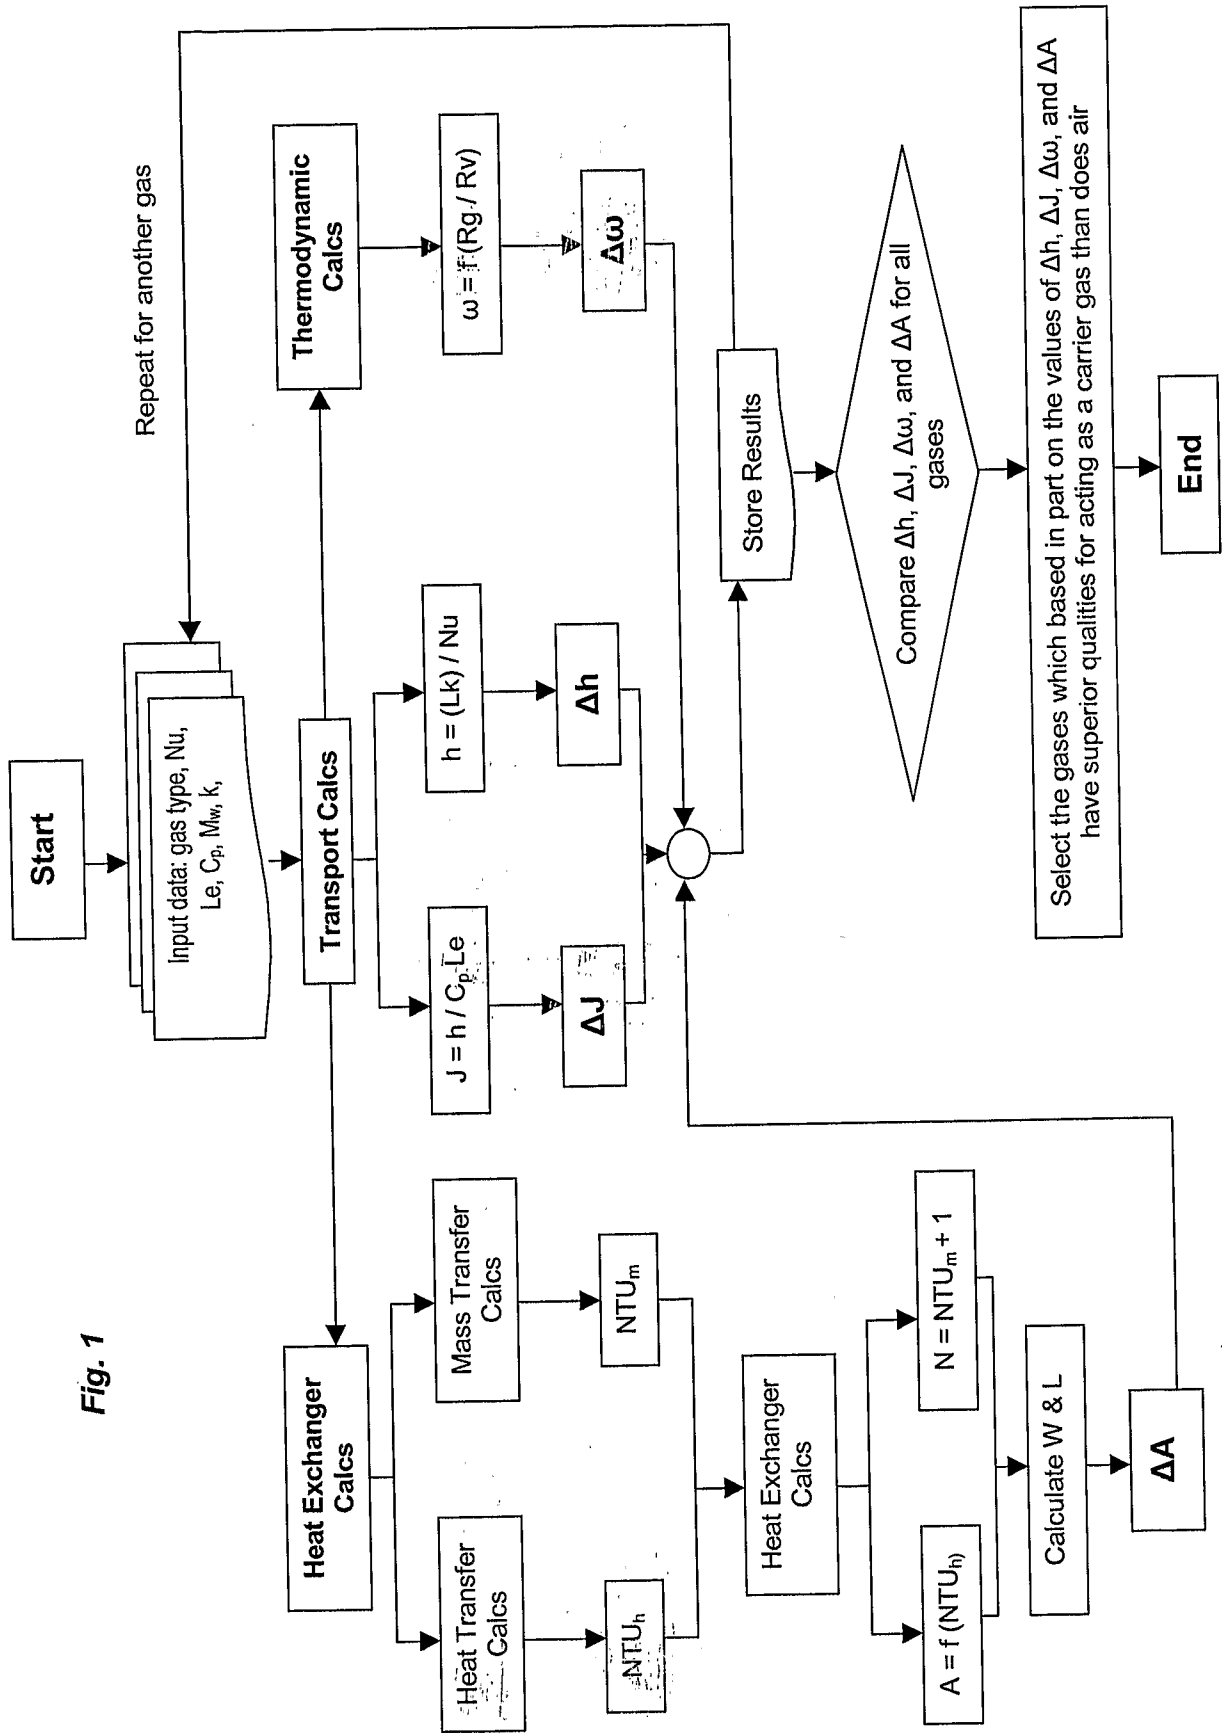 Fig. 1
Start
Input data: gas type, Nu,
Le, Cp, Mw, k,
Repeat for another gas
Transport Calcs
Heat Exchanger
Calcs
Thermodynamic
Calcs
Heat Transfer
Calcs
Mass Transfer
Calcs
J = h / Cp Le
h = (Lk) / Nu
ω = f (Rg / Rv)
NTUh
NTUm
ΔJ
Δh
Δω
Heat Exchanger
Calcs
Store Results
A = f (NTUh)
N = NTUm + 1
Calculate W & L
ΔA
Compare Δh, ΔJ, Δω, and ΔA for all
gases
Select the gases which based in part on the values of Δh, ΔJ, Δω, and ΔA
have superior qualities for acting as a carrier gas than does air
End